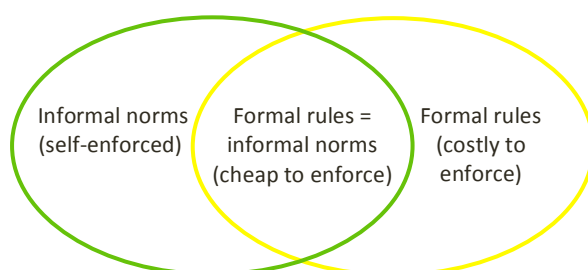 Informal norms
(self-enforced)
Formal rules =
informal norms
(cheap to enforce)
Formal rules
(costly to
enforce)